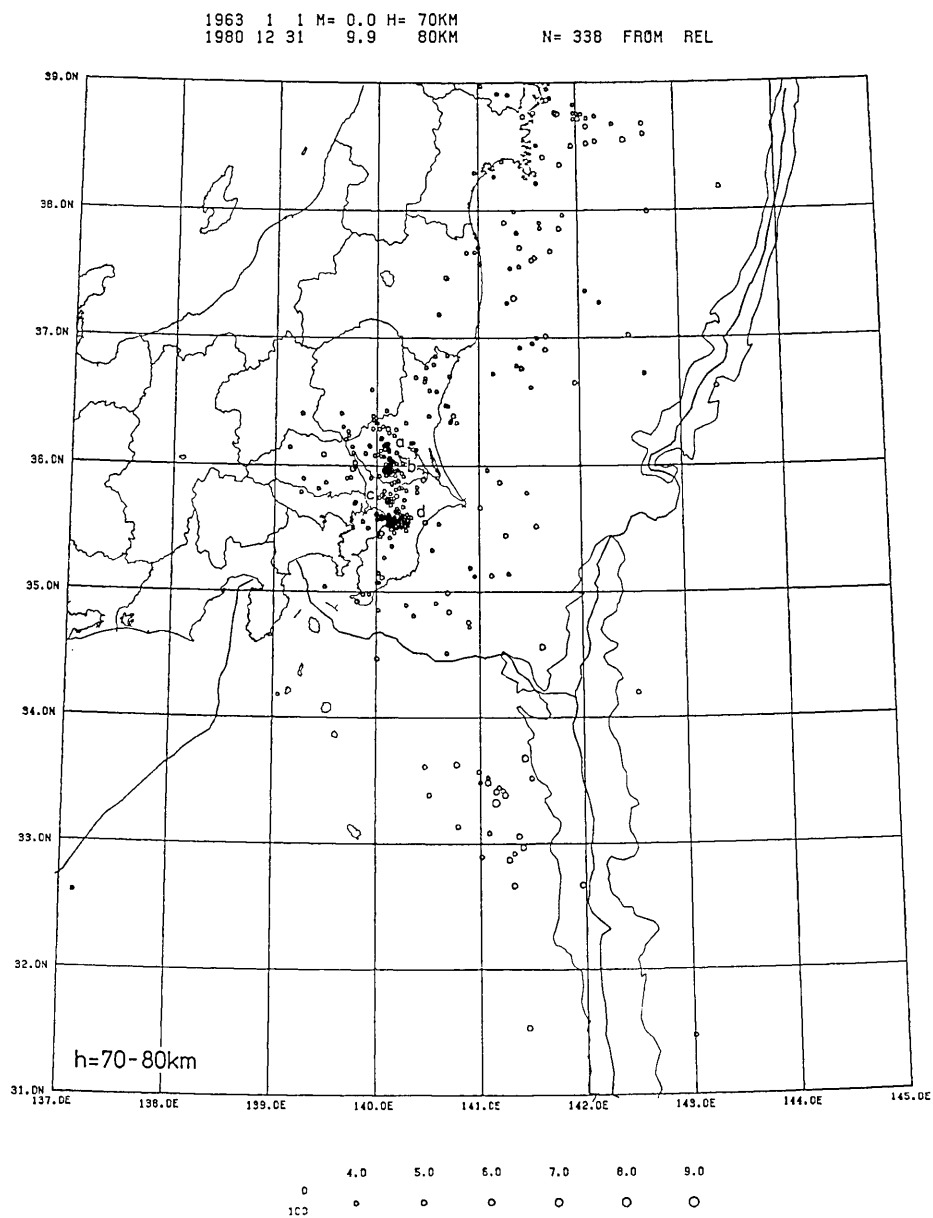 1963 1 1 M= 0.0 H= 70KM
1980 12 31 9.9 80KM N= 338 FROM REL
39.0N
38.0N
37.0N
36.0N
35.0N
34.0N
33.0N
32.0N
31.0N
a
b
c
d
h=70-80km
137.0E 138.0E 139.0E 140.0E 141.0E 142.0E 143.0E 144.0E 145.0E
4.0 5.0 6.0 7.0 8.0 9.0
0
100